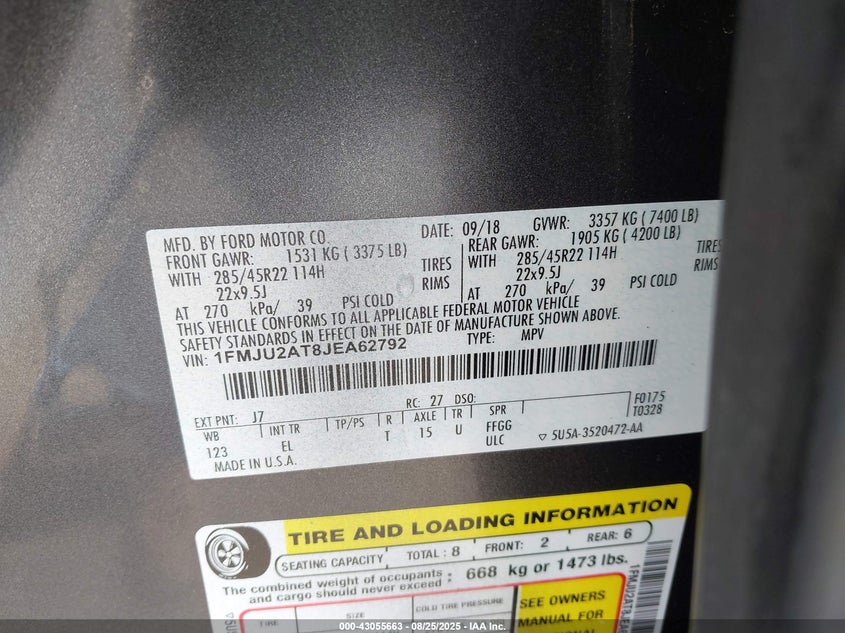 MFD. BY FORD MOTOR CO.
DATE: 09/18 GVWR: 3357 KG ( 7400 LB)
FRONT GAWR: 1531 KG ( 3375 LB)
REAR GAWR: 1905 KG ( 4200 LB)
WITH 285/45R22 114H TIRES
WITH 285/45R22 114H TIRES
22x9.5J RIMS
22x9.5J RIMS
AT 270 kPa/ 39 PSI COLD
AT 270 kPa/ 39 PSI COLD
THIS VEHICLE CONFORMS TO ALL APPLICABLE FEDERAL MOTOR VEHICLE
SAFETY STANDARDS IN EFFECT ON THE DATE OF MANUFACTURE SHOWN ABOVE.
VIN: 1FMJU2AT8JEA62792 TYPE: MPV
EXT PNT: J7 RC: 27 DSO: F0175
WB INT TR TP/PS R AXLE TR SPR T0328
123 EL T 15 U FFGG
ULC
MADE IN U.S.A. 5U5A-3520472-AA
TIRE AND LOADING INFORMATION
SEATING CAPACITY TOTAL : 8 FRONT: 2 REAR: 6
The combined weight of occupants
and cargo should never exceed : 668 kg or 1473 lbs.
TIRE SIZE COLD TIRE PRESSURE
SEE OWNERS
MANUAL FOR
000-43055663 - 08/25/2025 - IAA Inc.